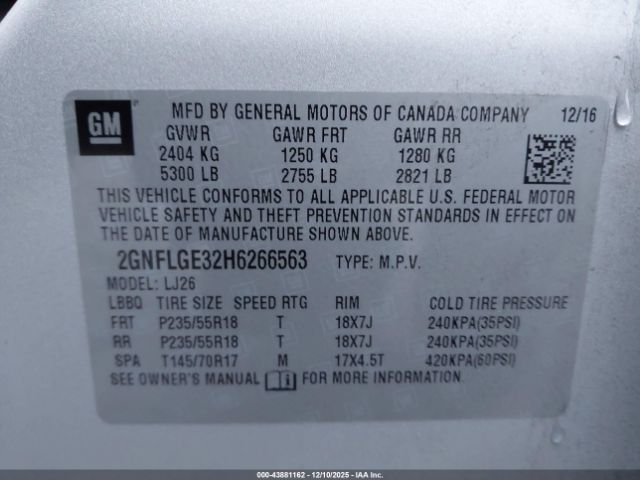 GM
MFD BY GENERAL MOTORS OF CANADA COMPANY 12/16
GVWR GAWR FRT GAWR RR
2404 KG 1250 KG 1280 KG
5300 LB 2755 LB 2821 LB
THIS VEHICLE CONFORMS TO ALL APPLICABLE U.S. FEDERAL MOTOR
VEHICLE SAFETY AND THEFT PREVENTION STANDARDS IN EFFECT ON
THE DATE OF MANUFACTURE SHOWN ABOVE.
2GNFLGE32H6266563 TYPE: M.P.V.
MODEL: LJ26
LBBQ TIRE SIZE SPEED RTG RIM COLD TIRE PRESSURE
FRT P235/55R18 T 18X7J 240KPA(35PSI)
RR P235/55R18 T 18X7J 240KPA(35PSI)
SPA T145/70R17 M 17X4.5T 420KPA(60PSI)
SEE OWNER'S MANUAL FOR MORE INFORMATION.
000-43881162 - 12/10/2025 - COPART/IAA